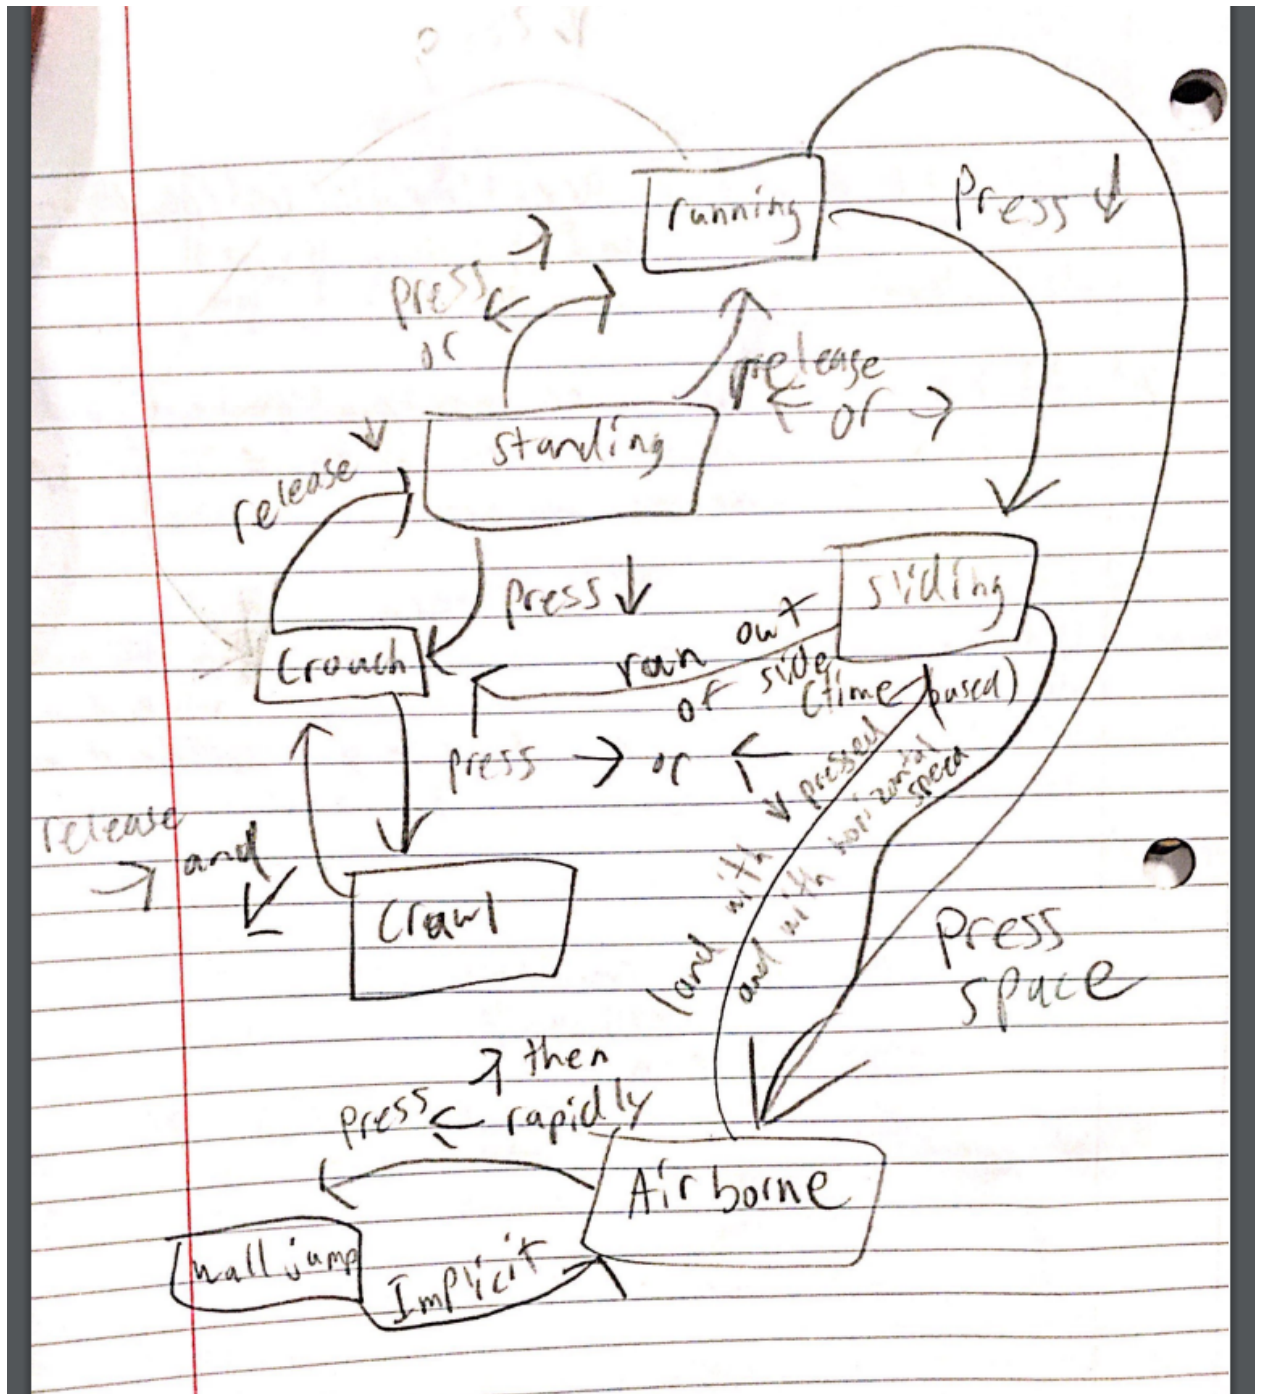 running
Press ↓
press →
←
or
release
← or →
standing
release ↓
press ↓
sliding
run out
of slide
(time based)
Crouch
press → or ←
↓ pressed
land with
and with horizontal
speed
release
→ and
←
Crawl
press
space
→ then
press ← rapidly
Airborne
wall jump
Implicit